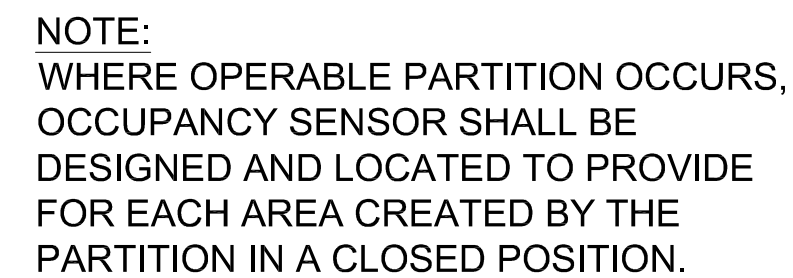 NOTE:
WHERE OPERABLE PARTITION OCCURS,
OCCUPANCY SENSOR SHALL BE
DESIGNED AND LOCATED TO PROVIDE
FOR EACH AREA CREATED BY THE
PARTITION IN A CLOSED POSITION.